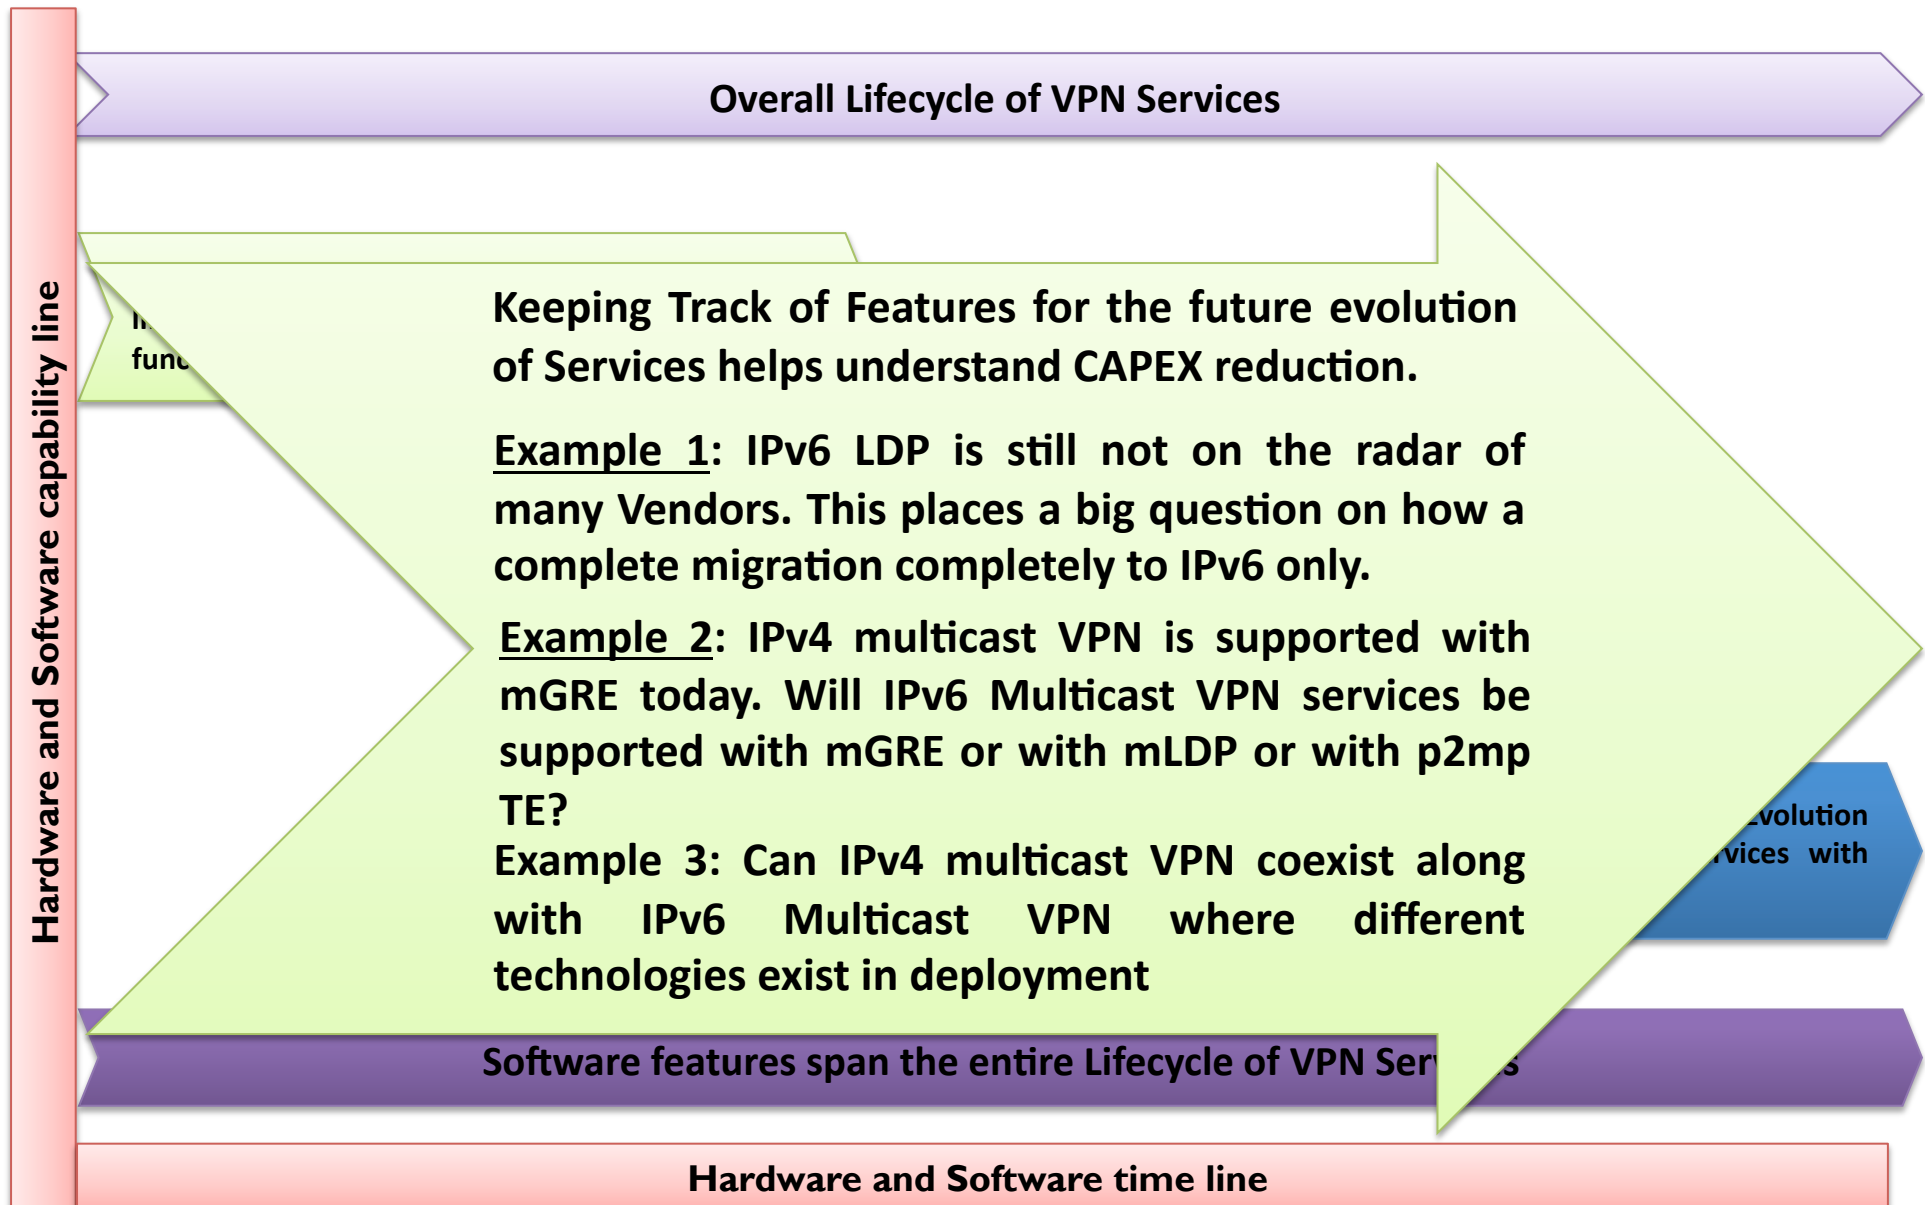 Overall Lifecycle of VPN Services
Hardware and Software capability line
func
Keeping Track of Features for the future evolution
of Services helps understand CAPEX reduction.
Example 1: IPv6 LDP is still not on the radar of
many Vendors. This places a big question on how a
complete migration completely to IPv6 only.
Example 2: IPv4 multicast VPN is supported with
mGRE today. Will IPv6 Multicast VPN services be
supported with mGRE or with mLDP or with p2mp
TE?
Example 3: Can IPv4 multicast VPN coexist along
with IPv6 Multicast VPN where different
technologies exist in deployment
volution
vices with
Software features span the entire Lifecycle of VPN Ser s
Hardware and Software time line